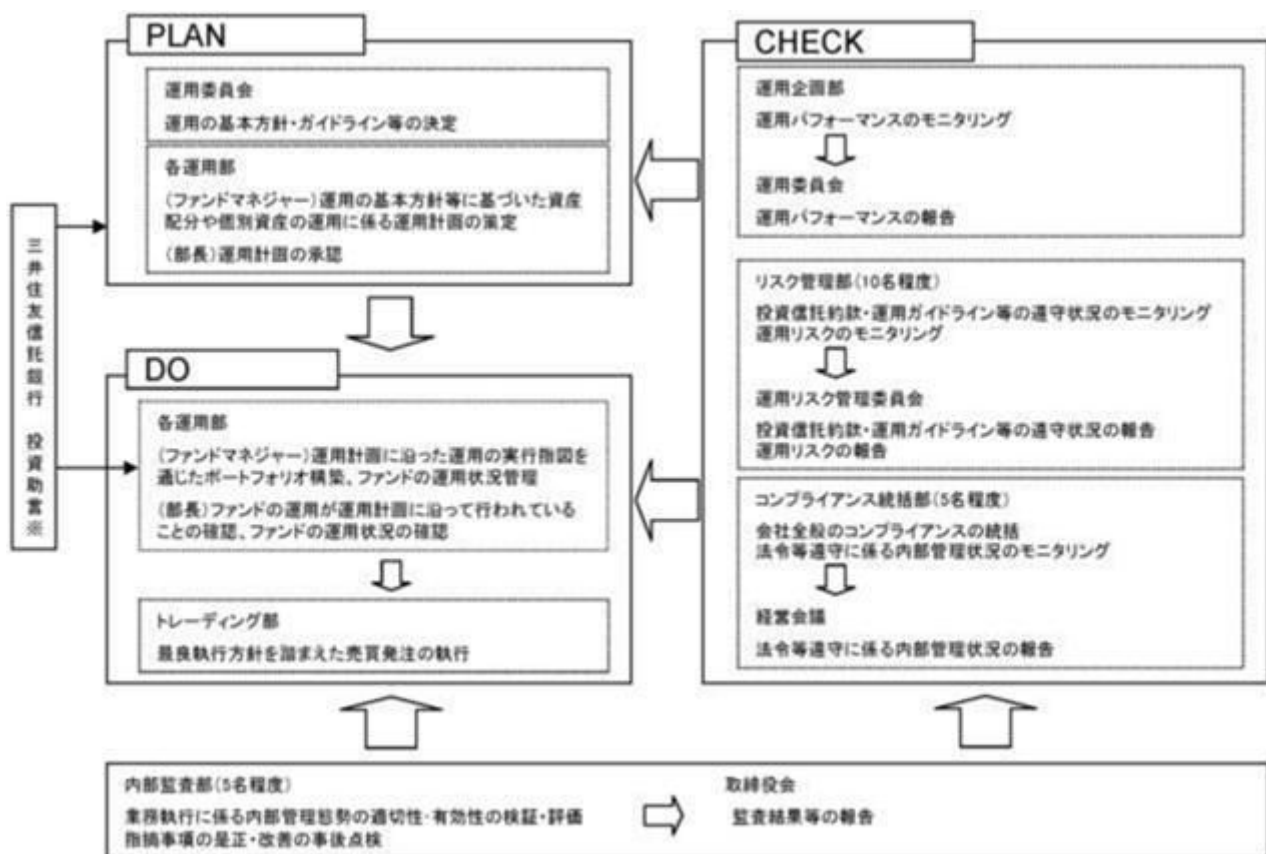 PLAN
運用委員会
運用の基本方針・ガイドライン等の決定
各運用部
(ファンドマネジャー)運用の基本方針等に基づいた資産
配分や個別資産の運用に係る運用計画の策定
(部長)運用計画の承認
三井住友信託銀行 投資助言※
DO
各運用部
(ファンドマネジャー)運用計画に沿った運用の実行指図を
通じたポートフォリオ構築、ファンドの運用状況管理
(部長)ファンドの運用が運用計画に沿って行われている
ことの確認、ファンドの運用状況の確認
トレーディング部
最良執行方針を踏まえた売買発注の執行
CHECK
運用企画部
運用パフォーマンスのモニタリング
運用委員会
運用パフォーマンスの報告
リスク管理部(10名程度)
投資信託約款・運用ガイドライン等の遵守状況のモニタリング
運用リスクのモニタリング
運用リスク管理委員会
投資信託約款・運用ガイドライン等の遵守状況の報告
運用リスクの報告
コンプライアンス統括部(5名程度)
会社全般のコンプライアンスの統括
法令等遵守に係る内部管理状況のモニタリング
経営会議
法令等遵守に係る内部管理状況の報告
内部監査部(5名程度)
業務執行に係る内部管理態勢の適切性・有効性の検証・評価
指摘事項の是正・改善の事後点検
取締役会
監査結果等の報告